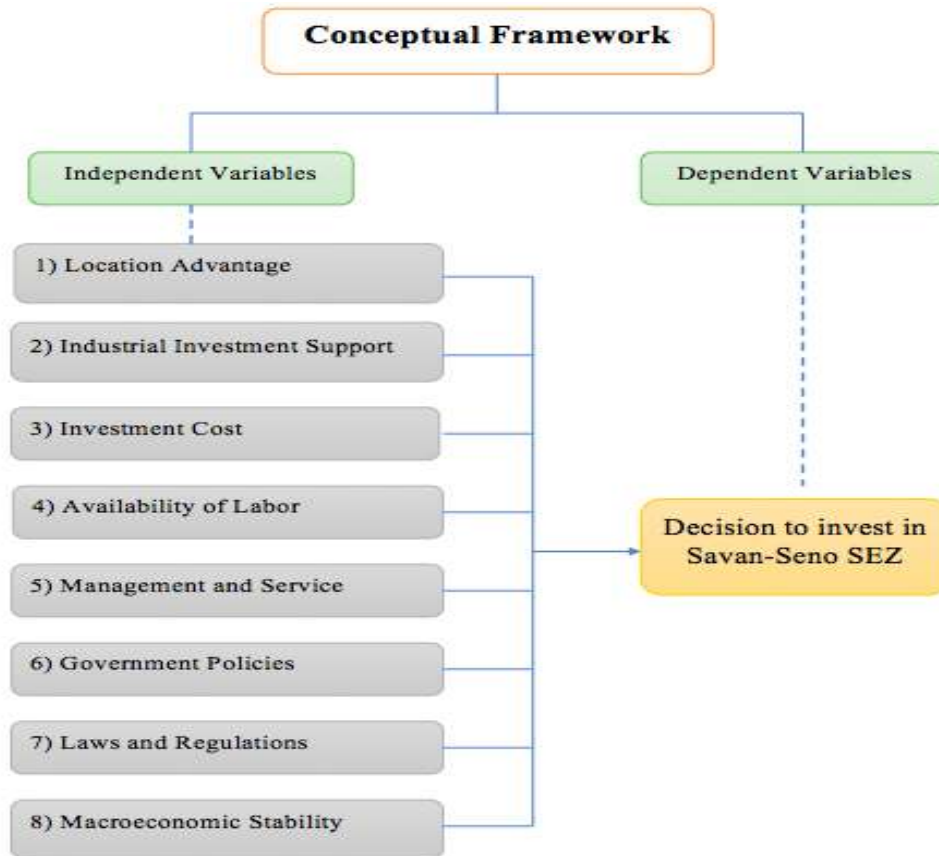 Conceptual Framework
Independent Variables
Dependent Variables
1) Location Advantage
2) Industrial Investment Support
3) Investment Cost
4) Availability of Labor
5) Management and Service
6) Government Policies
7) Laws and Regulations
8) Macroeconomic Stability
Decision to invest in
Savan-Seno SEZ